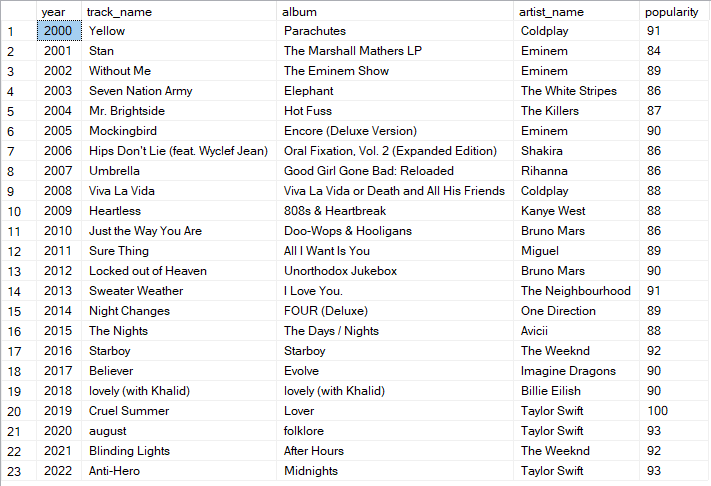 year track_name album artist_name popularity
1 2000 Yellow Parachutes Coldplay 91
2 2001 Stan The Marshall Mathers LP Eminem 84
3 2002 Without Me The Eminem Show Eminem 89
4 2003 Seven Nation Army Elephant The White Stripes 86
5 2004 Mr. Brightside Hot Fuss The Killers 87
6 2005 Mockingbird Encore (Deluxe Version) Eminem 90
7 2006 Hips Don't Lie (feat. Wyclef Jean) Oral Fixation, Vol. 2 (Expanded Edition) Shakira 86
8 2007 Umbrella Good Girl Gone Bad: Reloaded Rihanna 86
9 2008 Viva La Vida Viva La Vida or Death and All His Friends Coldplay 88
10 2009 Heartless 808s & Heartbreak Kanye West 88
11 2010 Just the Way You Are Doo-Wops & Hooligans Bruno Mars 86
12 2011 Sure Thing All I Want Is You Miguel 89
13 2012 Locked out of Heaven Unorthodox Jukebox Bruno Mars 90
14 2013 Sweater Weather I Love You. The Neighbourhood 91
15 2014 Night Changes FOUR (Deluxe) One Direction 89
16 2015 The Nights The Days / Nights Avicii 88
17 2016 Starboy Starboy The Weeknd 92
18 2017 Believer Evolve Imagine Dragons 90
19 2018 lovely (with Khalid) lovely (with Khalid) Billie Eilish 90
20 2019 Cruel Summer Lover Taylor Swift 100
21 2020 august folklore Taylor Swift 93
22 2021 Blinding Lights After Hours The Weeknd 92
23 2022 Anti-Hero Midnights Taylor Swift 93